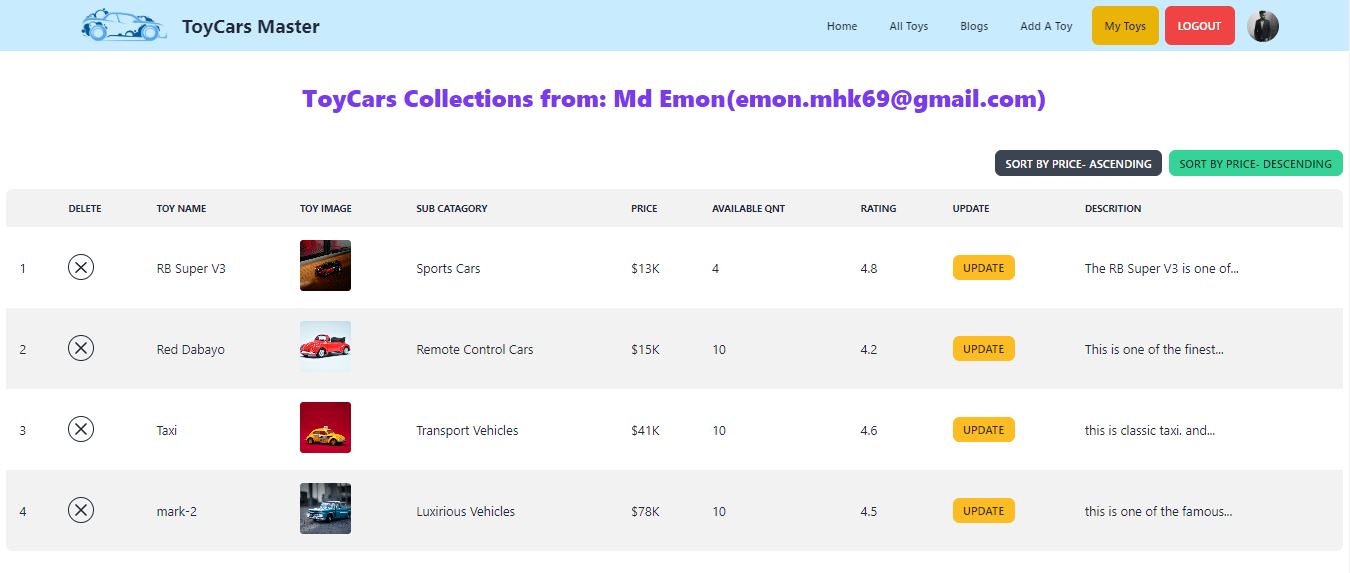 ToyCars Master
Home All Toys Blogs Add A Toy My Toys LOGOUT
ToyCars Collections from: Md Emon(emon.mhk69@gmail.com)
SORT BY PRICE- ASCENDING SORT BY PRICE- DESCENDING
DELETE TOY NAME TOY IMAGE SUB CATAGORY PRICE AVAILABLE QNT RATING UPDATE DESCRITION
1 RB Super V3 Sports Cars $13K 4 4.8 UPDATE The RB Super V3 is one of...
2 Red Dabayo Remote Control Cars $15K 10 4.2 UPDATE This is one of the finest...
3 Taxi Transport Vehicles $41K 10 4.6 UPDATE this is classic taxi. and...
4 mark-2 Luxirious Vehicles $78K 10 4.5 UPDATE this is one of the famous...